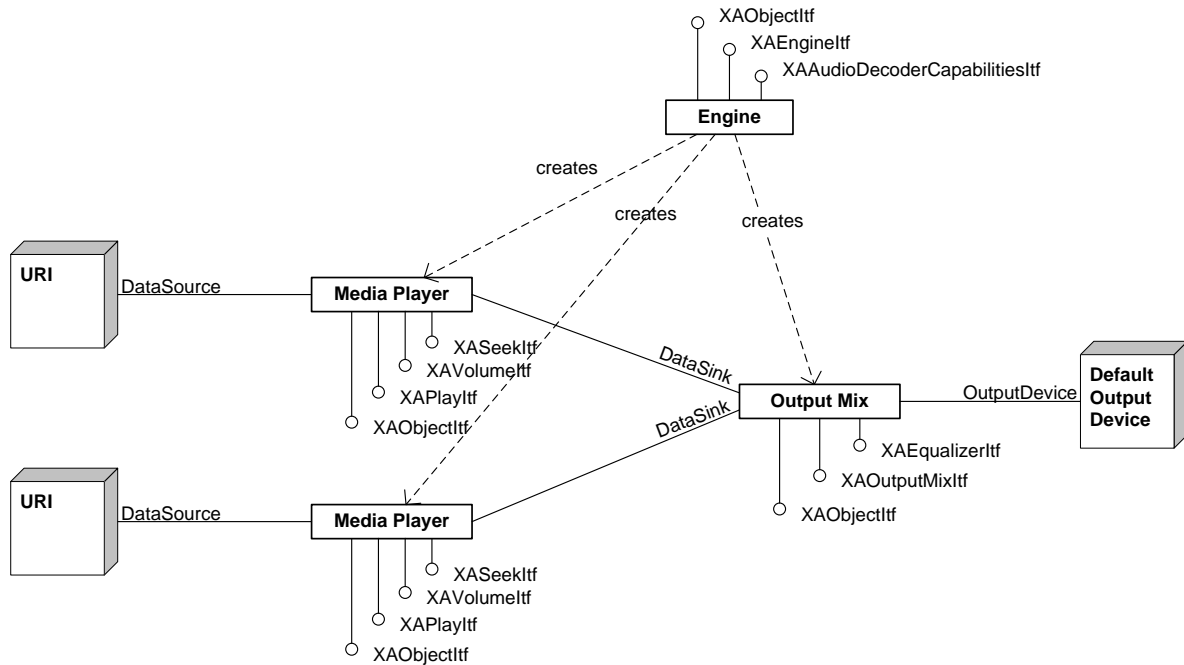 XAObjectItf
XAEngineItf
XAAudioDecoderCapabilitiesItf
Engine
creates
creates
creates
URI
DataSource
Media Player
XASeekItf
XAVolumeItf
XAPlayItf
XAObjectItf
DataSink
DataSink
Output Mix
OutputDevice
Default
Output
Device
XAEqualizerItf
XAOutputMixItf
XAObjectItf
URI
DataSource
Media Player
XASeekItf
XAVolumeItf
XAPlayItf
XAObjectItf